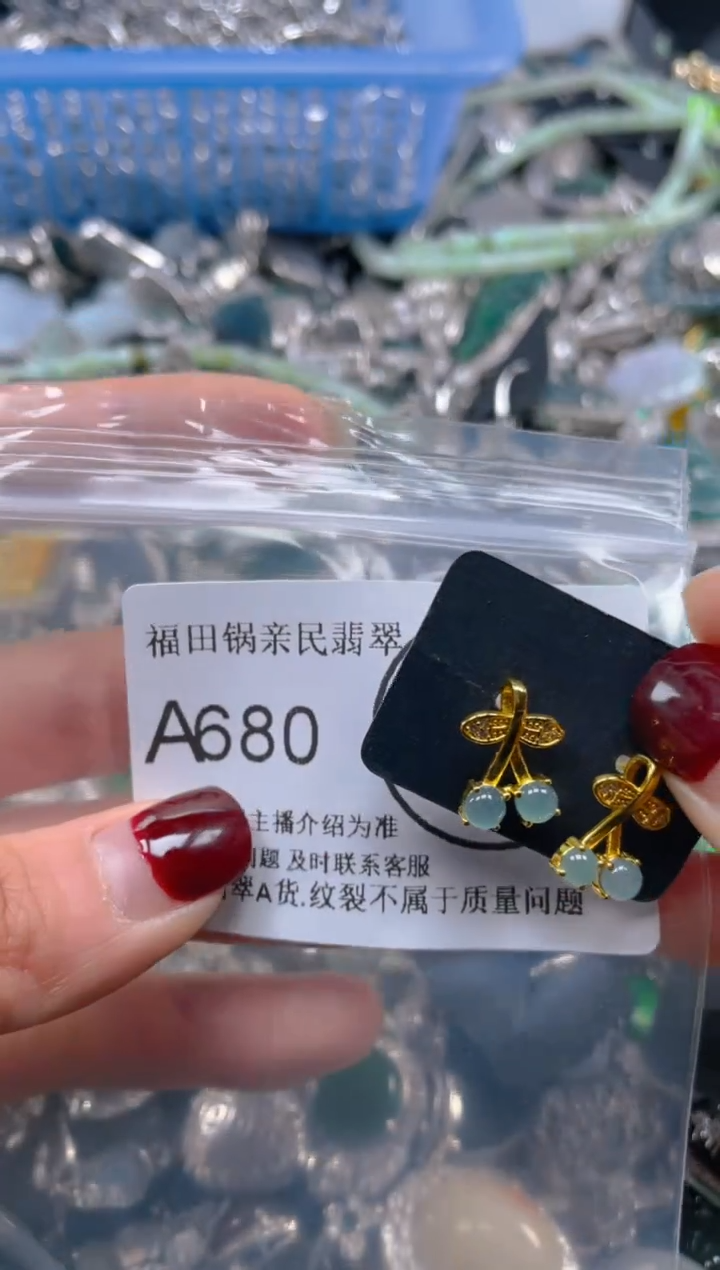 福田锅亲民翡翠
A680
主播介绍为准
题 及时联系客服
翠A货.纹裂不属于质量问题